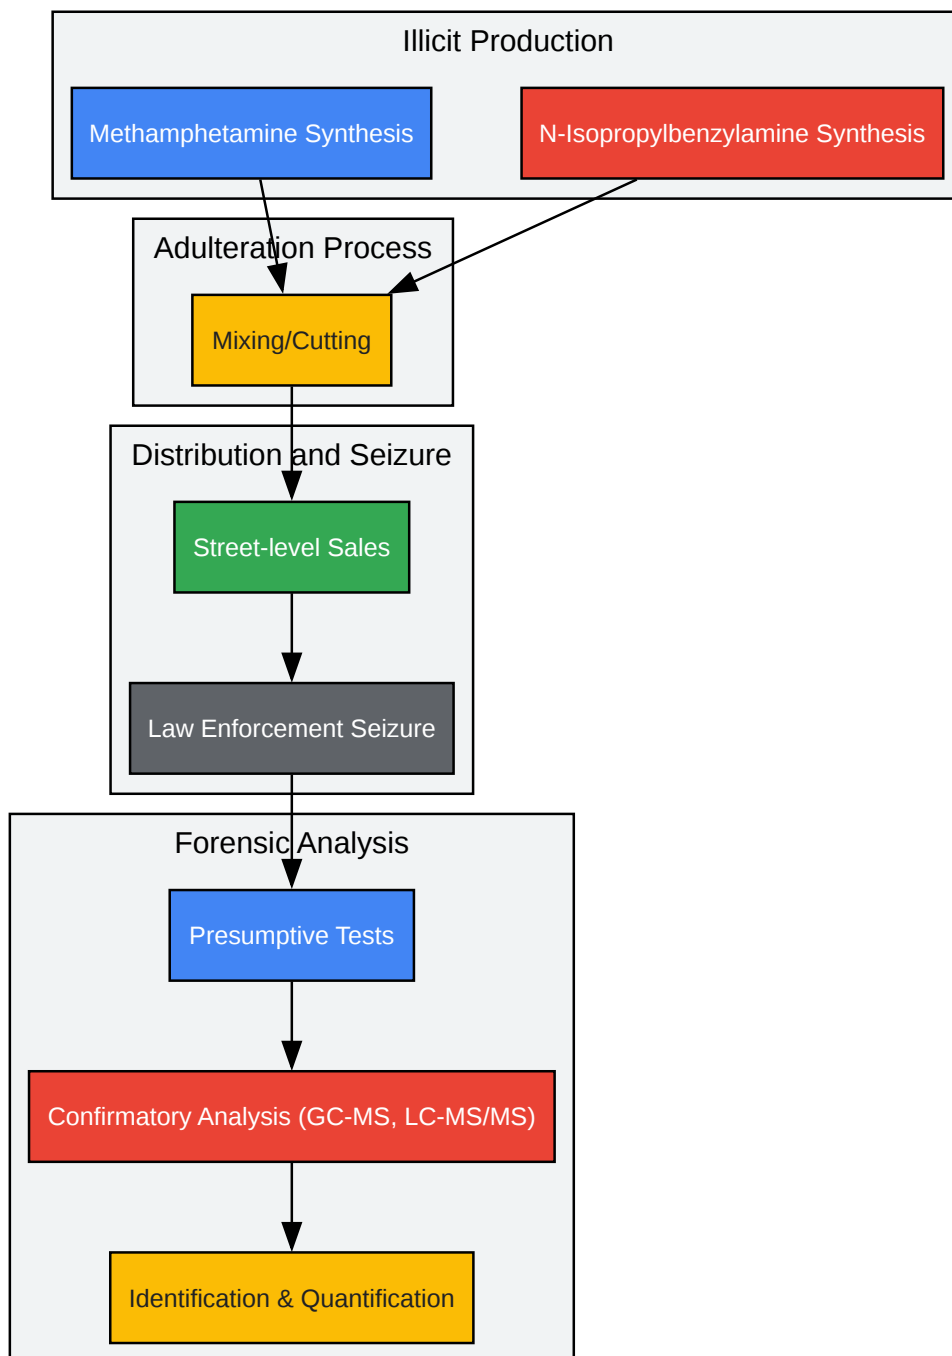 Illicit Production
Methamphetamine Synthesis
N-Isopropylbenzylamine Synthesis
Adulteration Process
Mixing/Cutting
Distribution and Seizure
Street-level Sales
Law Enforcement Seizure
Forensic Analysis
Presumptive Tests
Confirmatory Analysis (GC-MS, LC-MS/MS)
Identification & Quantification